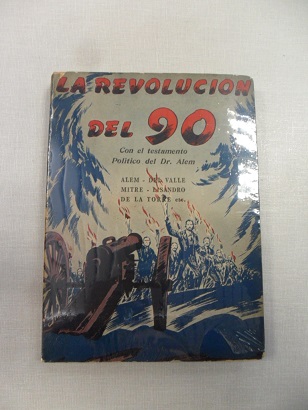 LA REVOLUCION
DEL 90
Con el testamento
Político del Dr. Alem
ALEM - DEL VALLE
MITRE - LISANDRO
DE LA TORRE etc.